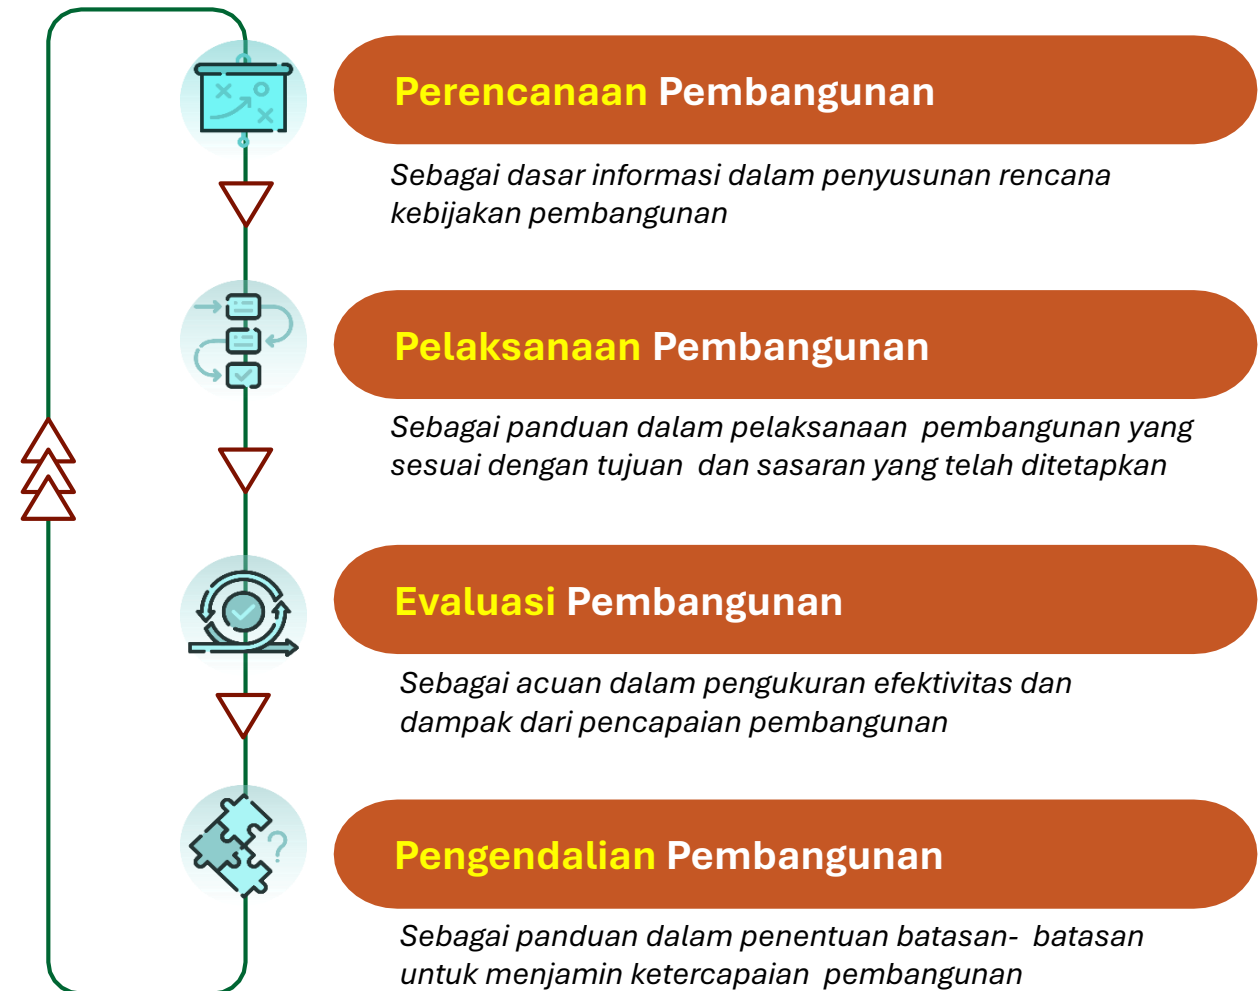 Perencanaan Pembangunan
Sebagai dasar informasi dalam penyusunan rencana
kebijakan pembangunan
Pelaksanaan Pembangunan
Sebagai panduan dalam pelaksanaan  pembangunan yang
sesuai dengan tujuan  dan sasaran yang telah ditetapkan
Evaluasi Pembangunan
Sebagai acuan dalam pengukuran efektivitas dan
dampak dari pencapaian pembangunan
?
Pengendalian Pembangunan
Sebagai panduan dalam penentuan batasan-  batasan
untuk menjamin ketercapaian  pembangunan